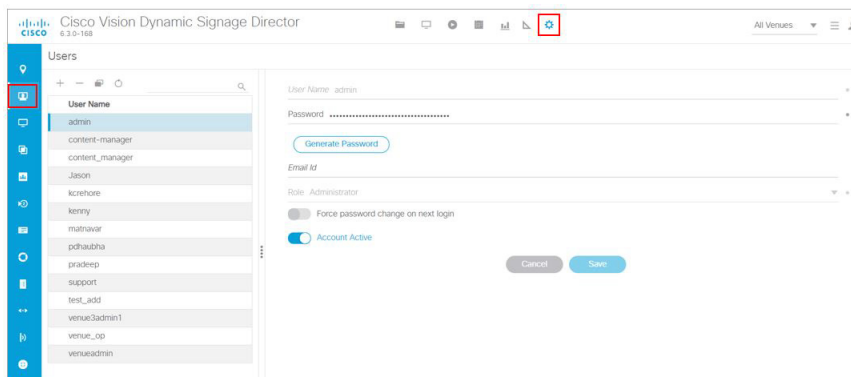 CISCO
Cisco Vision Dynamic Signage Director
6.3.0-168
All Venues
Users
User Name
admin
content-manager
content_manager
Jason
kcrehore
kenny
matnavar
pdhaubha
pradeep
support
test_add
venue3admin1
venue_op
venueadmin
User Name admin
Password
Generate Password
Email Id
Role Administrator
Force password change on next login
Account Active
Cancel Save